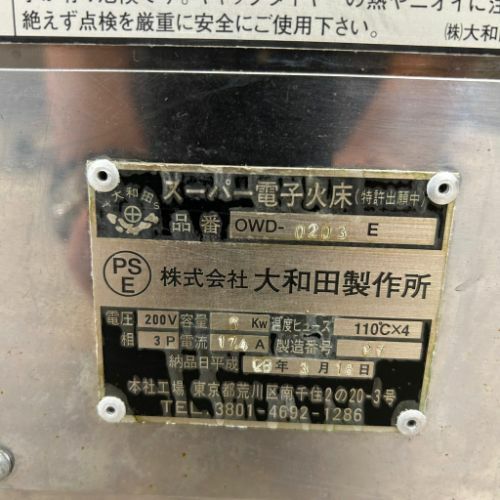 絶えず点検を厳重に安全にご使用下さい。 ㈱大和
大和田
スーパー電子火床(特許出願中)
品番 OWD-0203 E
PS E 株式会社 大和田製作所
電圧 200V 容量 Kw 温度ヒューズ 110℃×4
相 3P 電流 A 製造番号
納品日平成 年 3月 日
本社工場 東京都荒川区南千住2の20-3号
TEL.3801-4692-1286